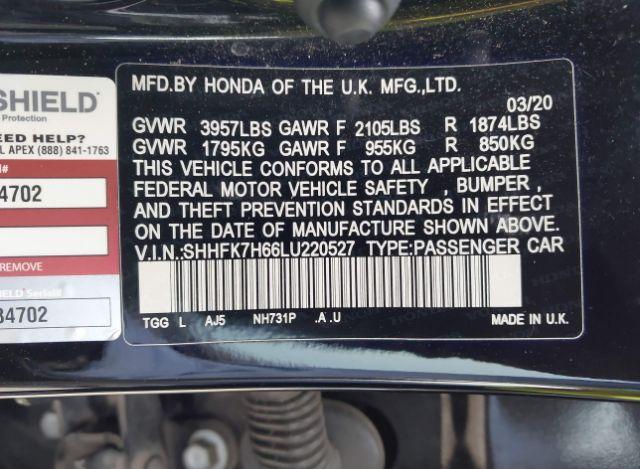 SHIELD®
Protection
EED HELP?
L APEX (888) 841-1763
4702
REMOVE
IELD Serial#
34702
MFD.BY HONDA OF THE U.K. MFG.,LTD.
03/20
GVWR 3957LBS GAWR F 2105LBS R 1874LBS
GVWR 1795KG GAWR F 955KG R 850KG
THIS VEHICLE CONFORMS TO ALL APPLICABLE
FEDERAL MOTOR VEHICLE SAFETY , BUMPER ,
AND THEFT PREVENTION STANDARDS IN EFFECT
ON THE DATE OF MANUFACTURE SHOWN ABOVE.
V.I.N.:SHHFK7H66LU220527 TYPE:PASSENGER CAR
TGG L AJ5 NH731P .A .U MADE IN U.K.